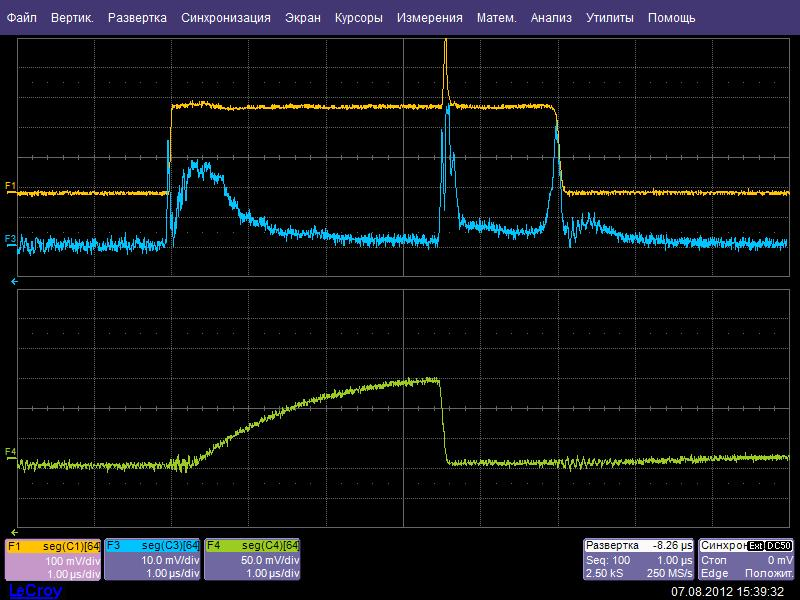 Файл Вертик. Развертка Синхронизация Экран Курсоры Измерения Матем. Анализ Утилиты Помощь
F1
F3
F4
F1 seg(C1)[64] F3 seg(C3)[64] F4 seg(C4)[64] Развертка -8.26 µs Синхрон Ext DC50
100 mV/div 10.0 mV/div 50.0 mV/div Seq: 100 1.00 µs Стоп 0 mV
1.00 µs/div 1.00 µs/div 1.00 µs/div 2.50 kS 250 MS/s Edge Положит.
LeCroy 07.08.2012 15:39:32